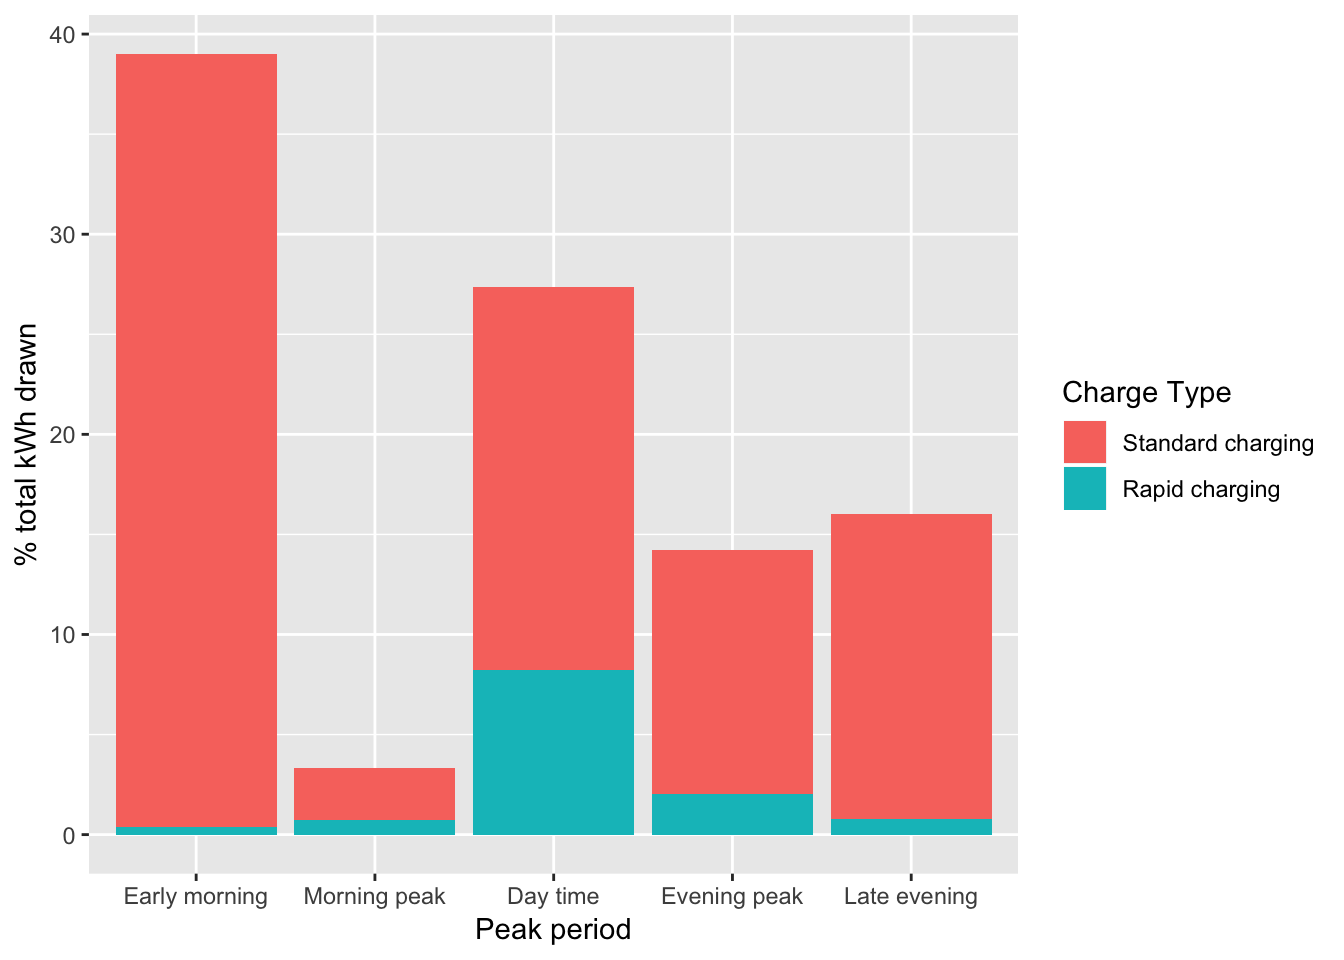 40
30
20
10
0
% total kWh drawn
Early morning
Morning peak
Day time
Evening peak
Late evening
Peak period
Charge Type
Standard charging
Rapid charging